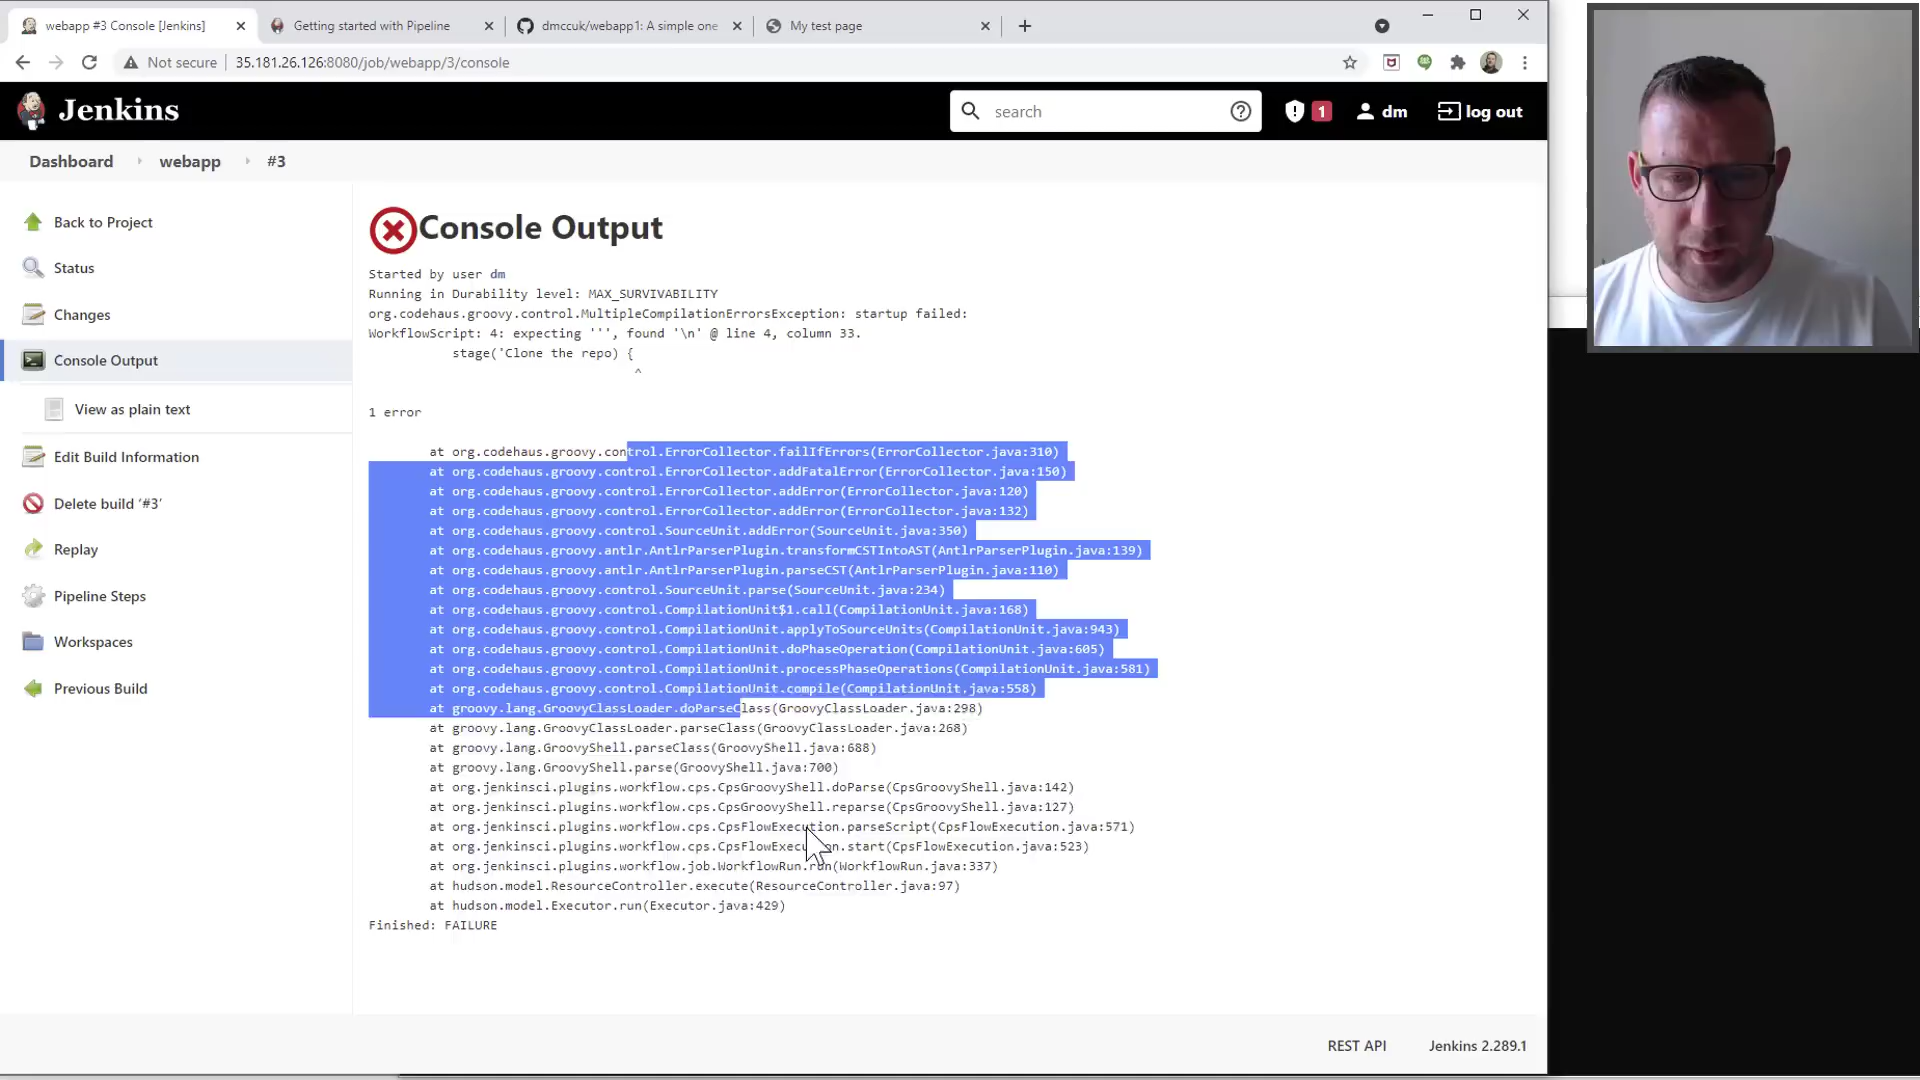 webapp #3 Console [Jenkins]
Getting started with Pipeline
dmccuk/webapp1: A simple one
My test page
Not secure
35.181.26.126:8080/job/webapp/3/console
Jenkins
search
1
dm
log out
Dashboard
webapp
#3
Back to Project
Status
Changes
Console Output
View as plain text
Edit Build Information
Delete build ‘#3’
Replay
Pipeline Steps
Workspaces
Previous Build
Console Output
Started by user dm
Running in Durability level: MAX_SURVIVABILITY
org.codehaus.groovy.control.MultipleCompilationErrorsException: startup failed:
WorkflowScript: 4: expecting ''', found '\n' @ line 4, column 33.
stage('Clone the repo) {
^
1 error
at org.codehaus.groovy.control.ErrorCollector.failIfErrors(ErrorCollector.java:310)
at org.codehaus.groovy.control.ErrorCollector.addFatalError(ErrorCollector.java:150)
at org.codehaus.groovy.control.ErrorCollector.addError(ErrorCollector.java:120)
at org.codehaus.groovy.control.ErrorCollector.addError(ErrorCollector.java:132)
at org.codehaus.groovy.control.SourceUnit.addError(SourceUnit.java:350)
at org.codehaus.groovy.antlr.AntlrParserPlugin.transformCSTIntoAST(AntlrParserPlugin.java:139)
at org.codehaus.groovy.antlr.AntlrParserPlugin.parseCST(AntlrParserPlugin.java:110)
at org.codehaus.groovy.control.SourceUnit.parse(SourceUnit.java:234)
at org.codehaus.groovy.control.CompilationUnit$1.call(CompilationUnit.java:168)
at org.codehaus.groovy.control.CompilationUnit.applyToSourceUnits(CompilationUnit.java:943)
at org.codehaus.groovy.control.CompilationUnit.doPhaseOperation(CompilationUnit.java:605)
at org.codehaus.groovy.control.CompilationUnit.processPhaseOperations(CompilationUnit.java:581)
at org.codehaus.groovy.control.CompilationUnit.compile(CompilationUnit.java:558)
at groovy.lang.GroovyClassLoader.doParseClass(GroovyClassLoader.java:298)
at groovy.lang.GroovyClassLoader.parseClass(GroovyClassLoader.java:268)
at groovy.lang.GroovyShell.parseClass(GroovyShell.java:688)
at groovy.lang.GroovyShell.parse(GroovyShell.java:700)
at org.jenkinsci.plugins.workflow.cps.CpsGroovyShell.doParse(CpsGroovyShell.java:142)
at org.jenkinsci.plugins.workflow.cps.CpsGroovyShell.reparse(CpsGroovyShell.java:127)
at org.jenkinsci.plugins.workflow.cps.CpsFlowExecution.parseScript(CpsFlowExecution.java:571)
at org.jenkinsci.plugins.workflow.cps.CpsFlowExecution.start(CpsFlowExecution.java:523)
at org.jenkinsci.plugins.workflow.job.WorkflowRun.run(WorkflowRun.java:337)
at hudson.model.ResourceController.execute(ResourceController.java:97)
at hudson.model.Executor.run(Executor.java:429)
Finished: FAILURE
REST API
Jenkins 2.289.1